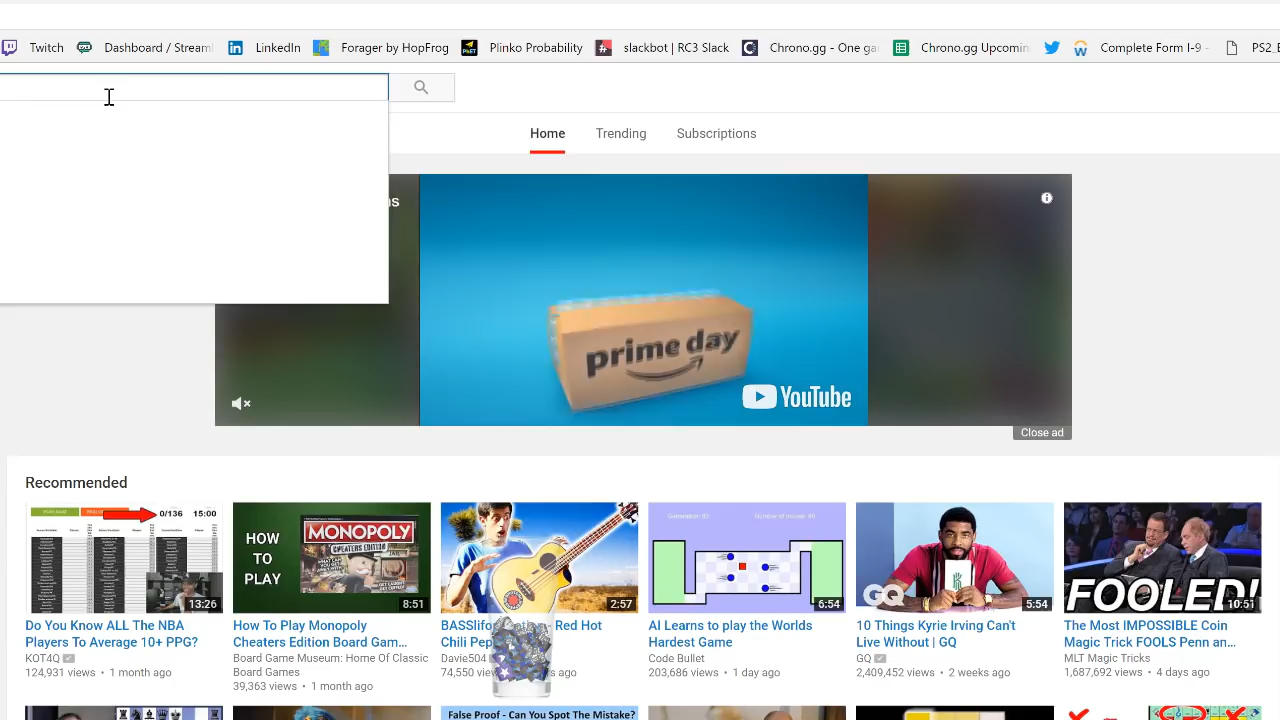 Twitch
Dashboard / Streaml
LinkedIn
Forager by HopFrog
Plinko Probability
slackbot | RC3 Slack
Chrono.gg - One ga
Chrono.gg Upcomin
Complete Form I-9 -
PS2_E
Home
Trending
Subscriptions
prime day
YouTube
Close ad
Recommended
0/136 15:00
13:26
HOW
TO
PLAY
MONOPOLY
CHEATERS EDITION
8:51
2:57
6:54
GQ
5:54
FOOLED!
10:51
Do You Know ALL The NBA
Players To Average 10+ PPG?
KOT4Q
124,931 views • 1 month ago
How To Play Monopoly
Cheaters Edition Board Gam...
Board Game Museum: Home Of Classic
Board Games
39,363 views • 1 month ago
Red Hot
Chili
Davie504
74,550
ago
AI Learns to play the Worlds
Hardest Game
Code Bullet
203,686 views • 1 day ago
10 Things Kyrie Irving Can't
Live Without | GQ
GQ
2,409,452 views • 2 weeks ago
The Most IMPOSSIBLE Coin
Magic Trick FOOLS Penn an...
MLT Magic Tricks
1,687,692 views • 4 days ago
False Proof - Can You Spot The Mistake?